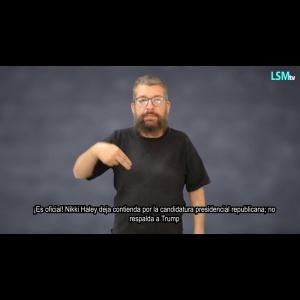 LSMtv
¡Es oficial! Nikki Haley deja contienda por la candidatura presidencial republicana; no
respalda a Trump